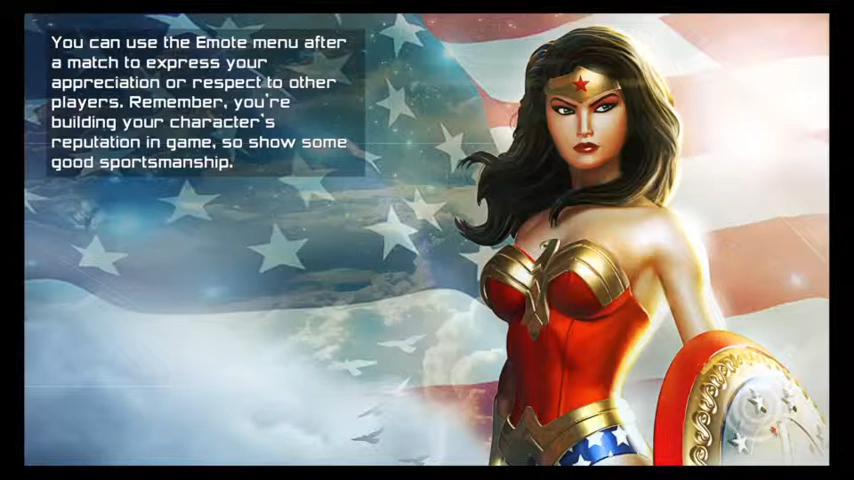 You can use the Emote menu after
a match to express your
appreciation or respect to other
players. Remember, you're
building your character's
reputation in game, so show some
good sportsmanship.